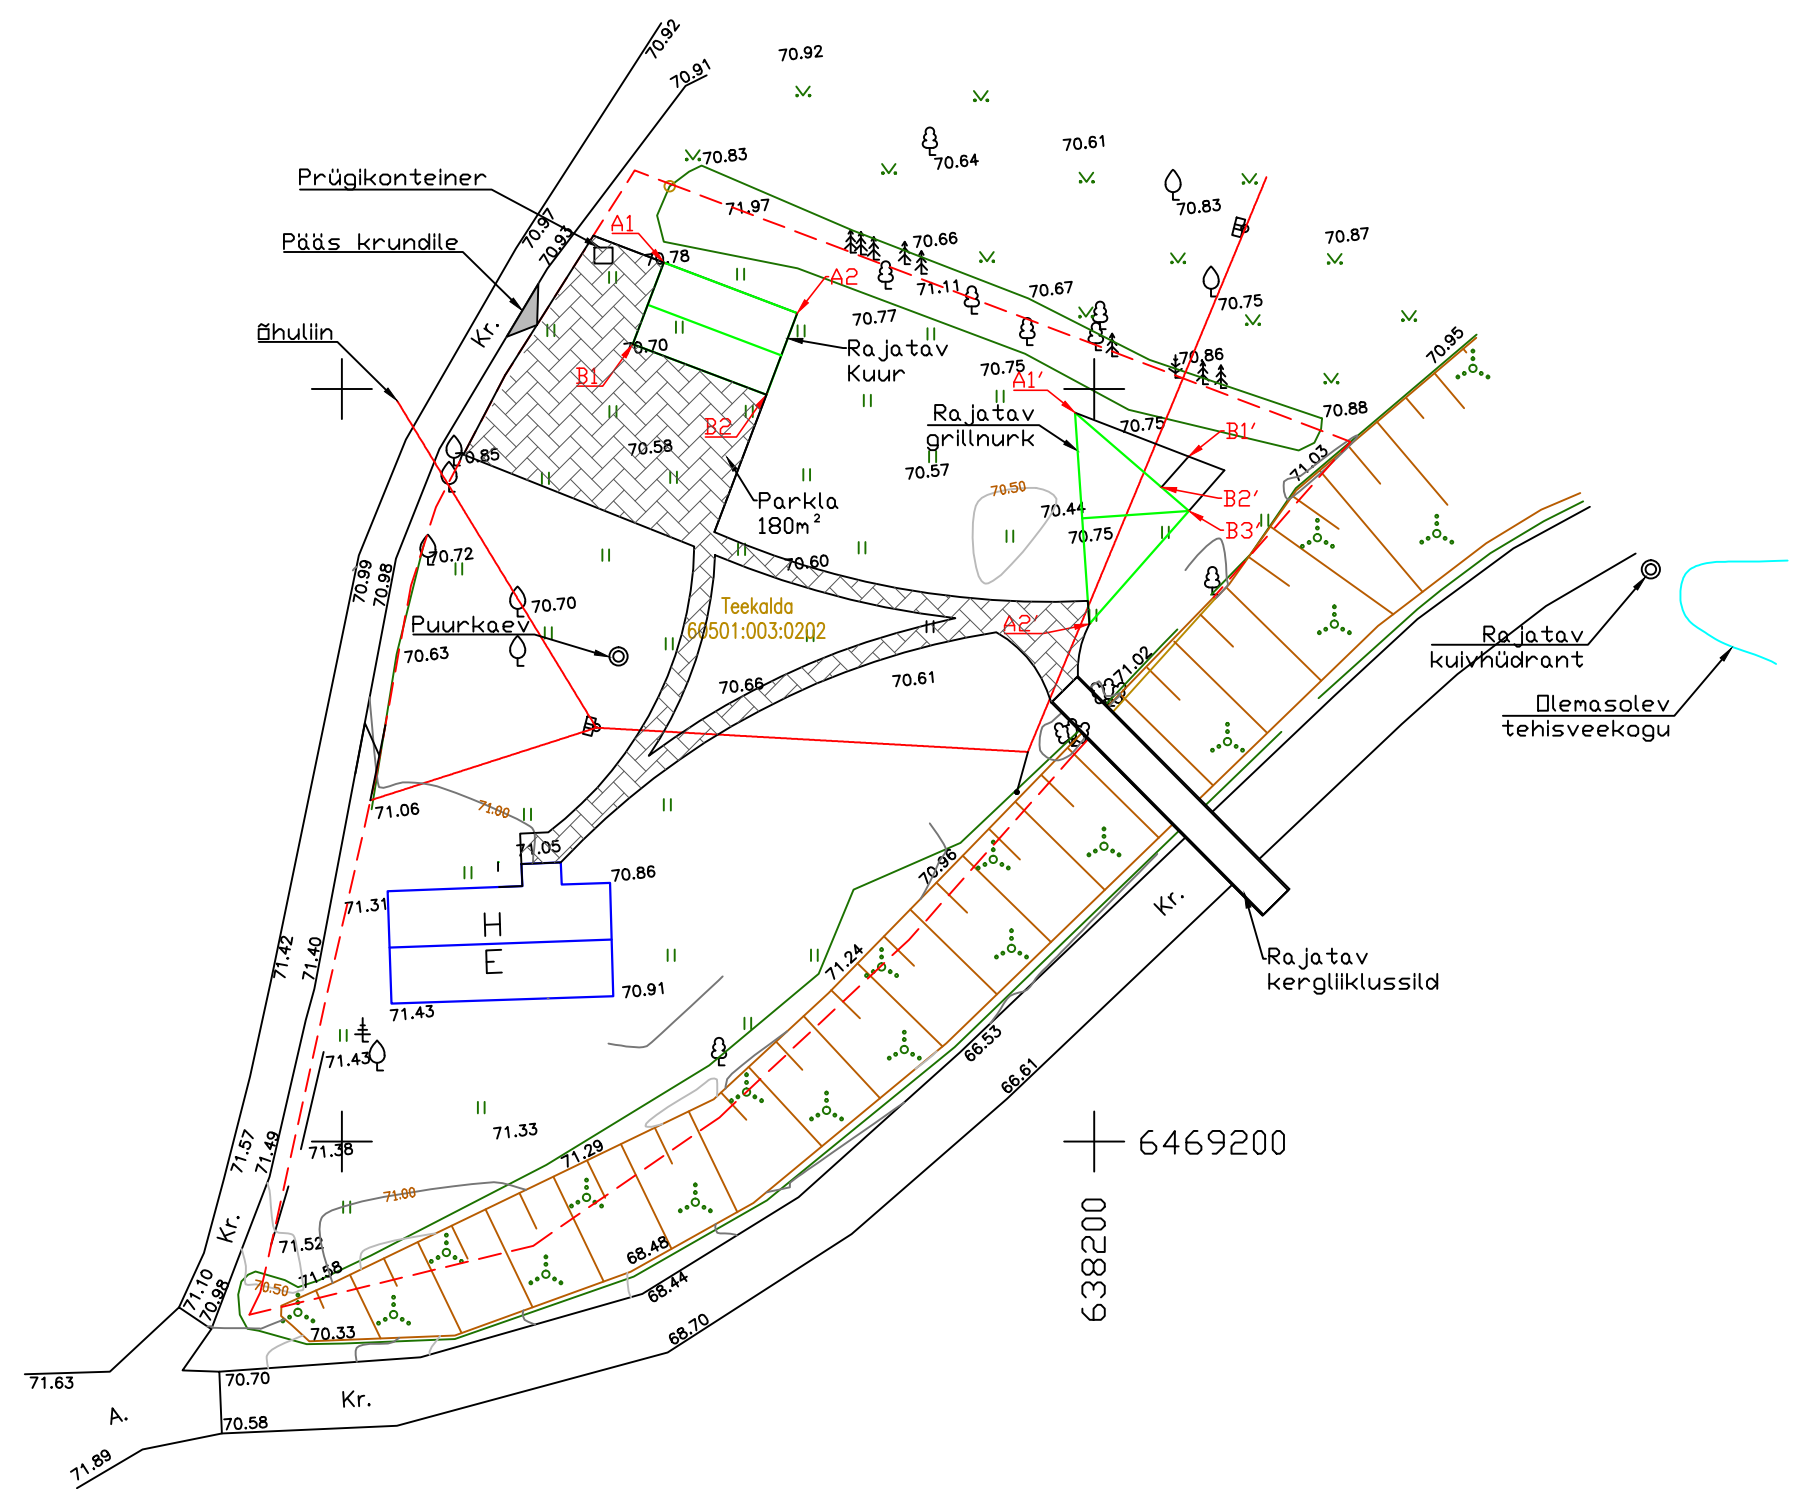 70.92
70.92
70.91
70.61
70.64
70.83
Prügikonteiner
70.83
71.97
A1
70.97
70.93
Pääs krundile
70.66
70.87
70.78
A2
71.11
70.67
70.75
Õhuliin
Kr.
70.77
70.70
Rajatav
Kuur
70.86
70.95
B1
70.75
A1'
70.88
Rajatav
grillnurk
70.75
B1'
B2
70.58
70.85
70.57
71.03
70.50
B2'
Parkla
180m²
70.44
B3'
70.75
70.72
70.60
70.99
70.98
70.70
Teekalda
60501:003:0202
Puurkaev
A2'
Rajatav
kuivhüdrant
70.63
71.02
70.66
70.61
Olemasolev
tehisveekogu
71.06
71.00
71.05
70.86
70.96
71.31
H
E
Kr.
71.42
71.40
71.24
Rajatav
kergliiklussild
70.91
71.43
71.43
66.53
66.61
71.33
71.38
71.57
71.49
71.29
6469200
638200
71.00
Kr.
71.52
68.48
71.58
70.50
71.10
70.98
68.44
70.33
68.70
71.63
70.70
Kr.
A.
70.58
71.89